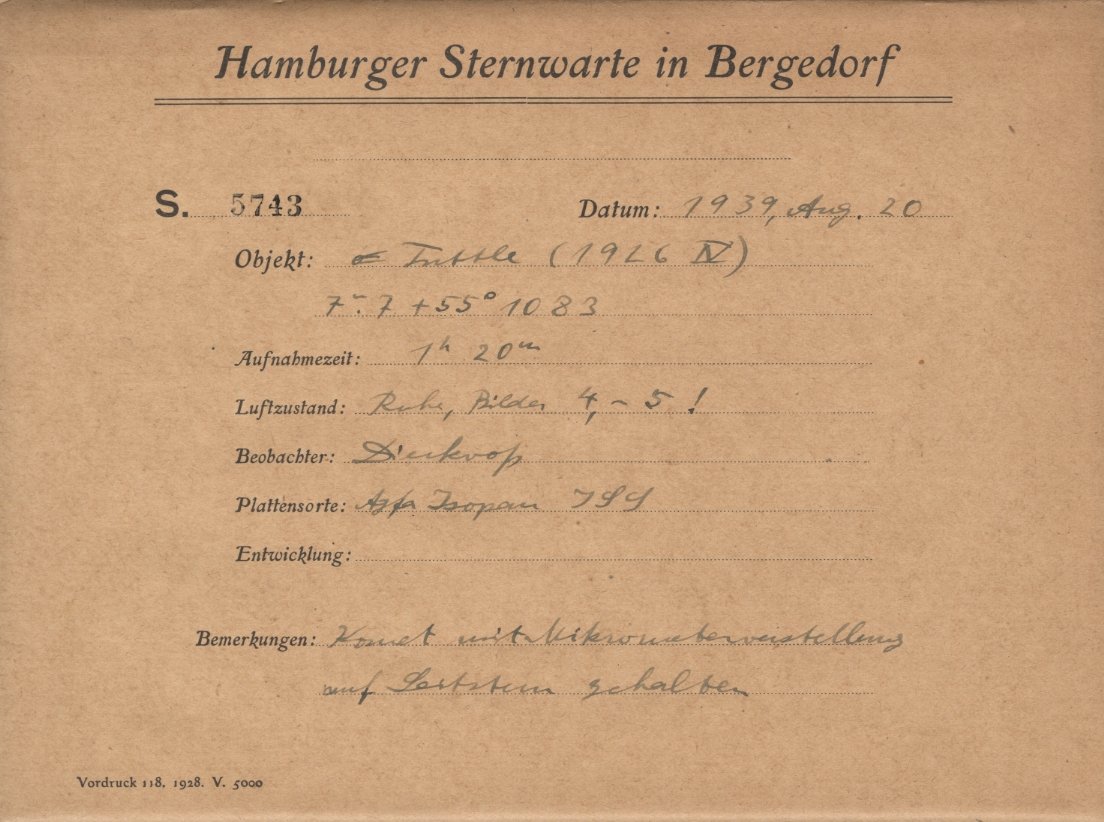 Hamburger Sternwarte in Bergedorf
S. 5743 Datum: 1939, Aug. 20
Objekt: Tuttle (1926 IV)
7ᵐ.7 +55° 1083
Aufnahmezeit: 1ʰ 20ᵐ
Luftzustand: Ruhe, Bilder 4, - 5 !
Beobachter: Dieckvoß
Plattensorte: Agfa Isopan ISS
Entwicklung:
Bemerkungen: Komet mit Mikrometerverstellung
auf Leitstern gehalten
Vordruck 118. 1928. V. 5000